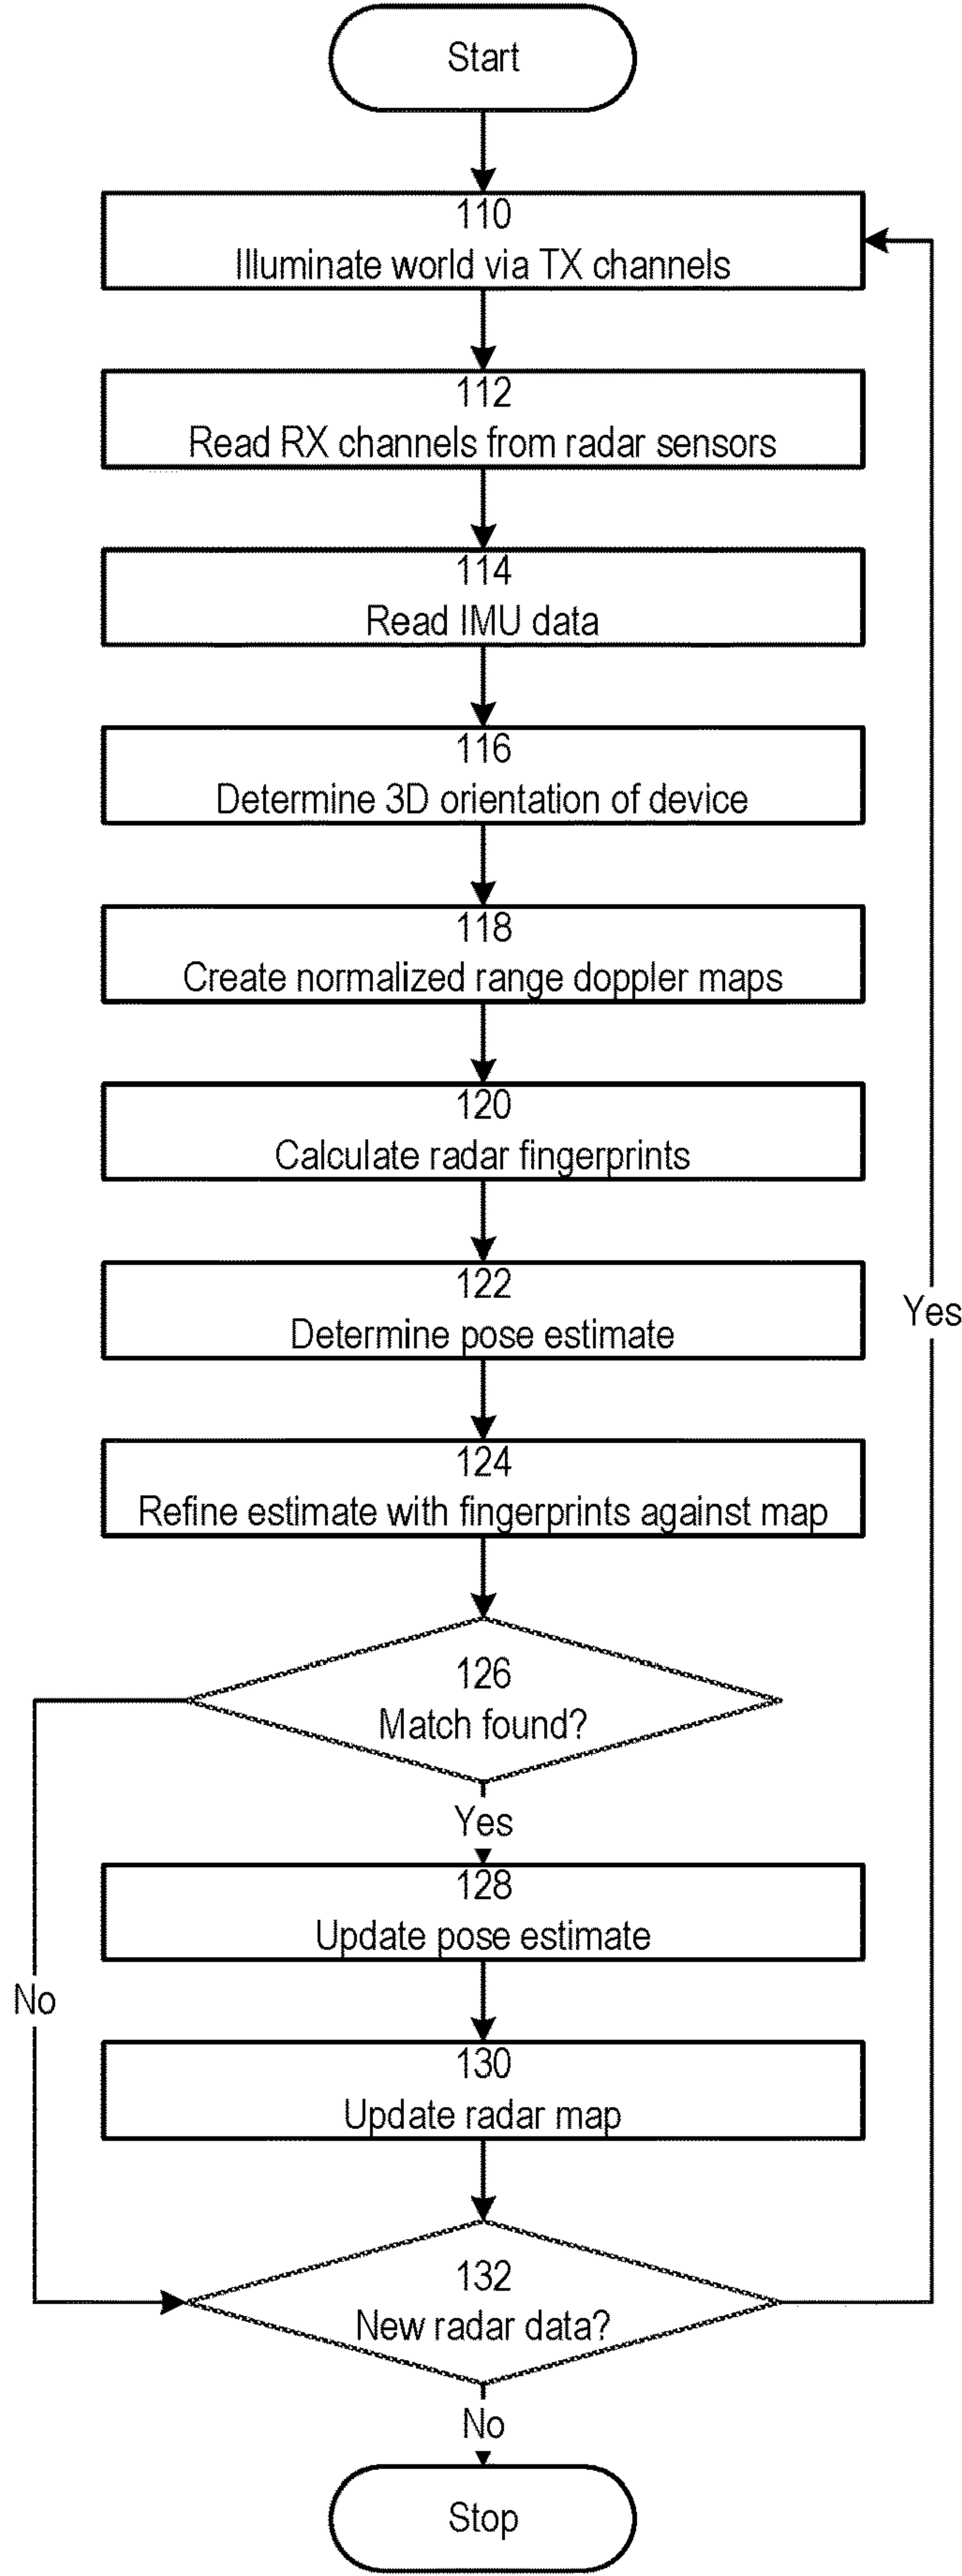 Start
110
Illuminate world via TX channels
112
Read RX channels from radar sensors
114
Read IMU data
116
Determine 3D orientation of device
118
Create normalized range doppler maps
120
Calculate radar fingerprints
122
Determine pose estimate
Yes
124
Refine estimate with fingerprints against map
126
Match found?
Yes
128
Update pose estimate
No
130
Update radar map
132
New radar data?
No
Stop